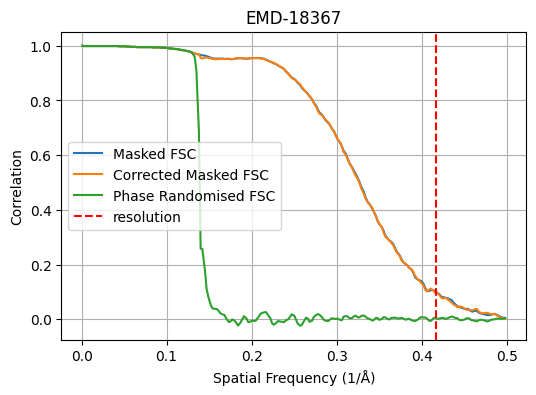 EMD-18367
1.0
0.8
0.6
0.4
0.2
0.0
Correlation
Masked FSC
Corrected Masked FSC
Phase Randomised FSC
resolution
0.0 0.1 0.2 0.3 0.4 0.5
Spatial Frequency (1/Å)